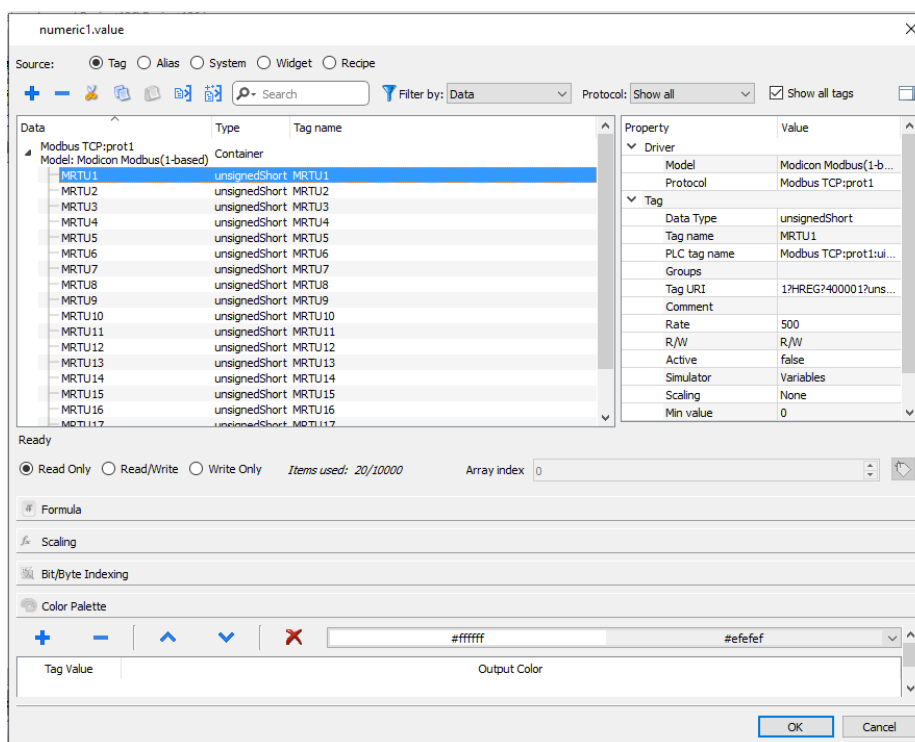 numeric1.value
Source: Tag Alias System Widget Recipe
Search Filter by: Data Protocol: Show all Show all tags
Data Type Tag name
Modbus TCP:prot1
Model: Modicon Modbus(1-based) Container
MRTU1 unsignedShort MRTU1
MRTU2 unsignedShort MRTU2
MRTU3 unsignedShort MRTU3
MRTU4 unsignedShort MRTU4
MRTU5 unsignedShort MRTU5
MRTU6 unsignedShort MRTU6
MRTU7 unsignedShort MRTU7
MRTU8 unsignedShort MRTU8
MRTU9 unsignedShort MRTU9
MRTU10 unsignedShort MRTU10
MRTU11 unsignedShort MRTU11
MRTU12 unsignedShort MRTU12
MRTU13 unsignedShort MRTU13
MRTU14 unsignedShort MRTU14
MRTU15 unsignedShort MRTU15
MRTU16 unsignedShort MRTU16
MRTU17 unsignedShort MRTU17
Property Value
Driver
Model Modicon Modbus(1-b...
Protocol Modbus TCP:prot1
Tag
Data Type unsignedShort
Tag name MRTU1
PLC tag name Modbus TCP:prot1:ui...
Groups
Tag URI 1?HREG?400001?uns...
Comment
Rate 500
R/W R/W
Active false
Simulator Variables
Scaling None
Min value 0
Ready
Read Only Read/Write Write Only Items used: 20/10000 Array index 0
Formula
Scaling
Bit/Byte Indexing
Color Palette
#ffffff #efefef
Tag Value Output Color
OK Cancel